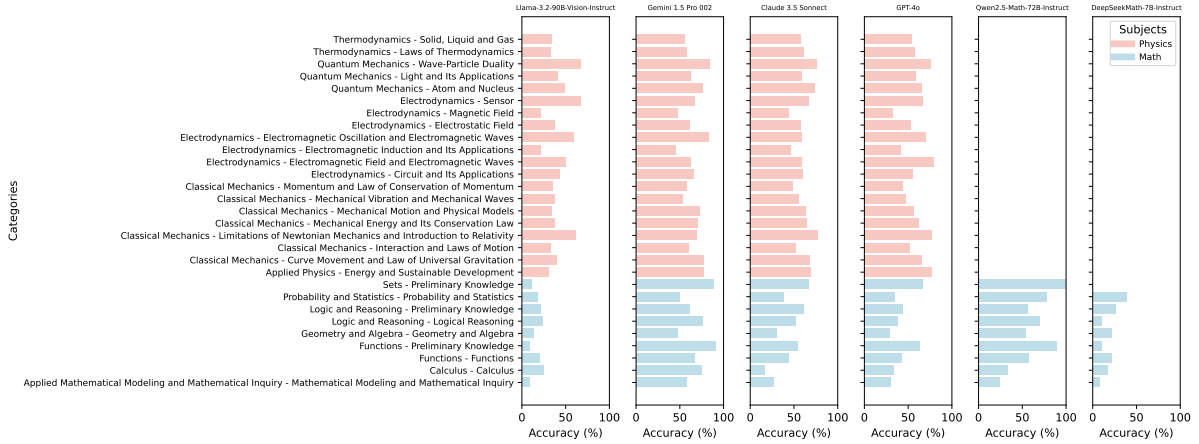 Llama-3.2-90B-Vision-Instruct Gemini 1.5 Pro 002 Claude 3.5 Sonnect GPT-4o Qwen2.5-Math-72B-Instruct DeepSeekMath-7B-Instruct
Subjects
Physics
Math
Categories
Thermodynamics - Solid, Liquid and Gas
Thermodynamics - Laws of Thermodynamics
Quantum Mechanics - Wave-Particle Duality
Quantum Mechanics - Light and Its Applications
Quantum Mechanics - Atom and Nucleus
Electrodynamics - Sensor
Electrodynamics - Magnetic Field
Electrodynamics - Electrostatic Field
Electrodynamics - Electromagnetic Oscillation and Electromagnetic Waves
Electrodynamics - Electromagnetic Induction and Its Applications
Electrodynamics - Electromagnetic Field and Electromagnetic Waves
Electrodynamics - Circuit and Its Applications
Classical Mechanics - Momentum and Law of Conservation of Momentum
Classical Mechanics - Mechanical Vibration and Mechanical Waves
Classical Mechanics - Mechanical Motion and Physical Models
Classical Mechanics - Mechanical Energy and Its Conservation Law
Classical Mechanics - Limitations of Newtonian Mechanics and Introduction to Relativity
Classical Mechanics - Interaction and Laws of Motion
Classical Mechanics - Curve Movement and Law of Universal Gravitation
Applied Physics - Energy and Sustainable Development
Sets - Preliminary Knowledge
Probability and Statistics - Probability and Statistics
Logic and Reasoning - Preliminary Knowledge
Logic and Reasoning - Logical Reasoning
Geometry and Algebra - Geometry and Algebra
Functions - Preliminary Knowledge
Functions - Functions
Calculus - Calculus
Applied Mathematical Modeling and Mathematical Inquiry - Mathematical Modeling and Mathematical Inquiry
0 50 100 0 50 100 0 50 100 0 50 100 0 50 100 0 50 100
Accuracy (%) Accuracy (%) Accuracy (%) Accuracy (%) Accuracy (%) Accuracy (%)